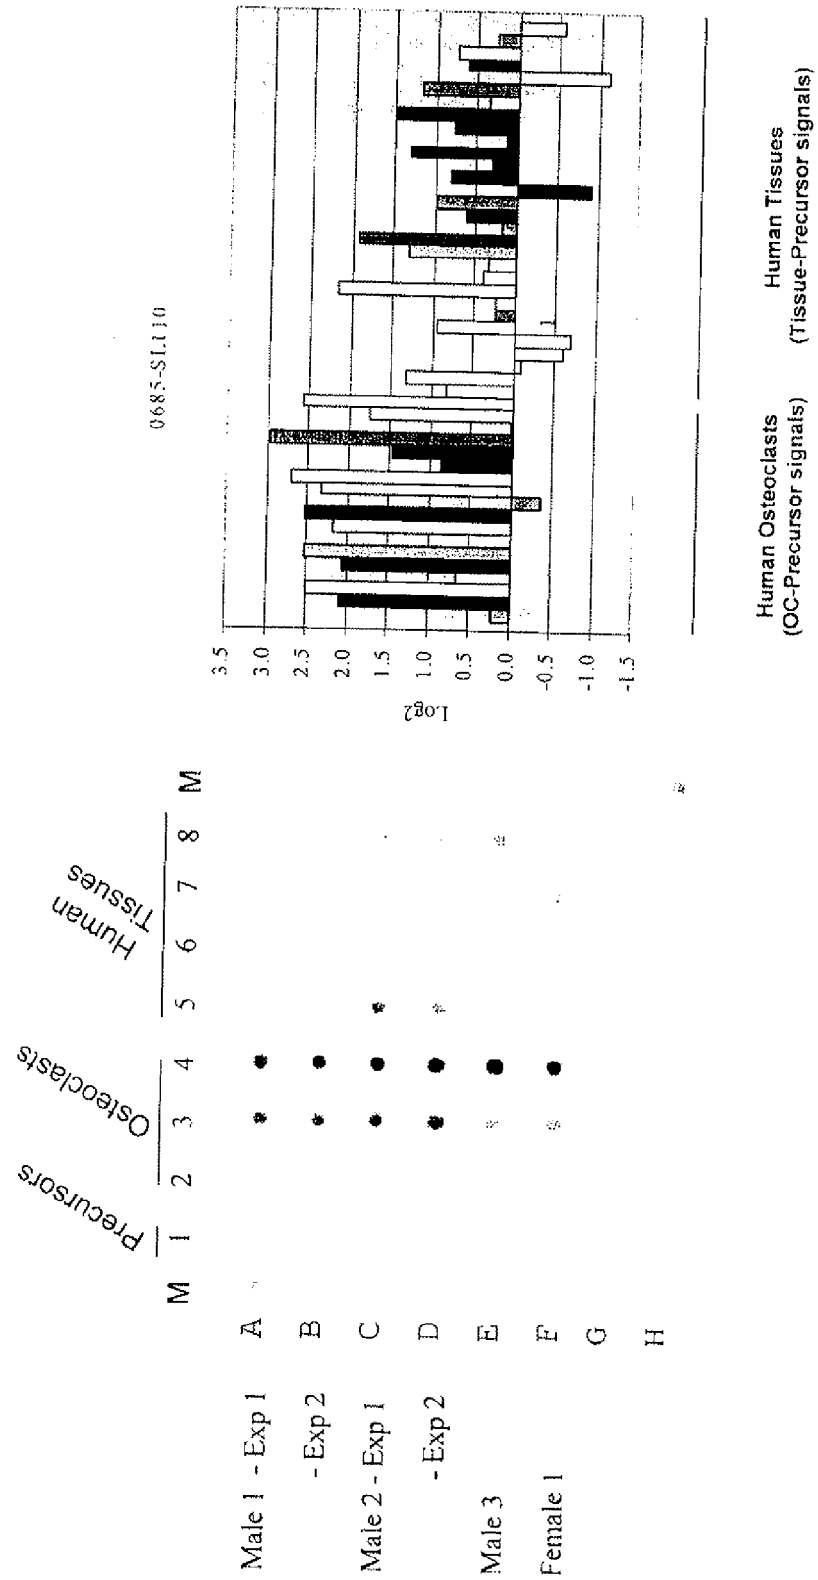 Precursors
Osteoclasts
Human
Tissues
M 1 2 3 4 5 6 7 8 M
Male 1 - Exp 1 A
- Exp 2 B
Male 2 - Exp 1 C
- Exp 2 D
Male 3 E
Female 1 F
G
H
0685-SL110
Log2
3.5
3.0
2.5
2.0
1.5
1.0
0.5
0.0
-0.5
-1.0
-1.5
Human Osteoclasts
(OC-Precursor signals)
Human Tissues
(Tissue-Precursor signals)